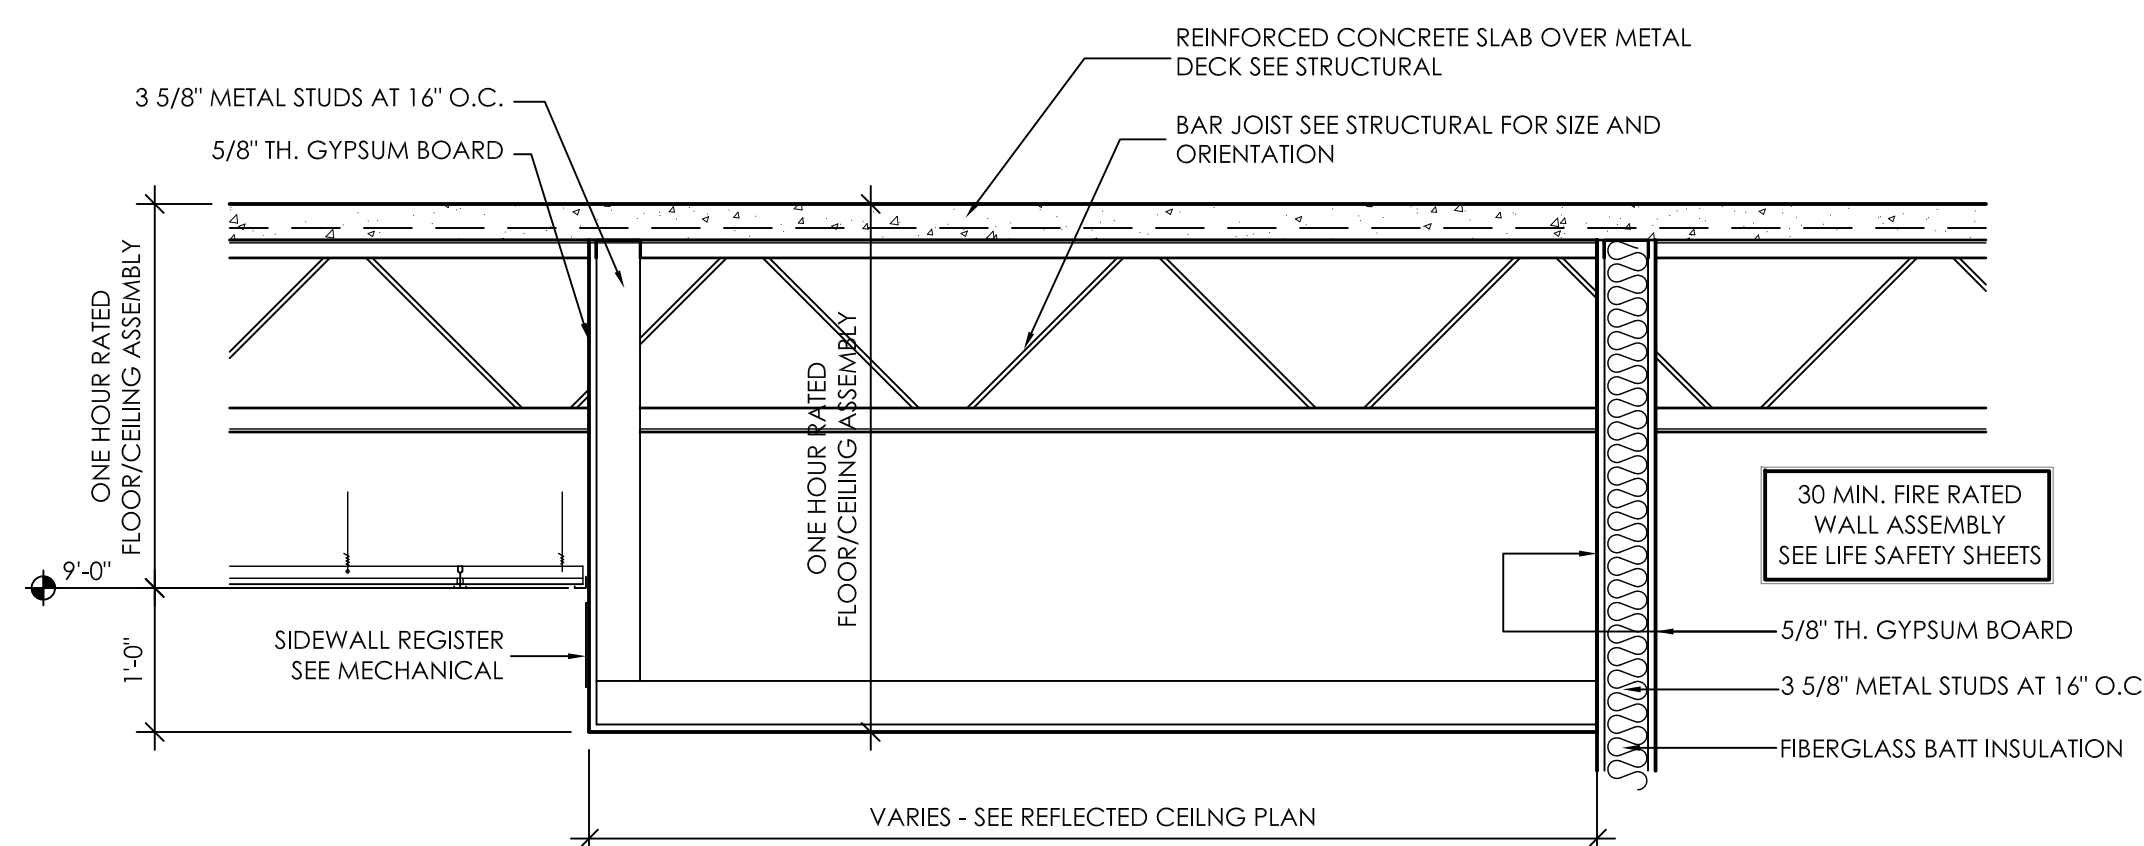 REINFORCED CONCRETE SLAB OVER METAL
DECK SEE STRUCTURAL
3 5/8" METAL STUDS AT 16" O.C.
5/8" TH. GYPSUM BOARD
BAR JOIST SEE STRUCTURAL FOR SIZE AND
ORIENTATION
ONE HOUR RATED
FLOOR/CEILING ASSEMBLY
ONE HOUR RATED
FLOOR/CEILING ASSEMBLY
30 MIN. FIRE RATED
WALL ASSEMBLY
SEE LIFE SAFETY SHEETS
9'-0"
1'-0"
SIDEWALL REGISTER
SEE MECHANICAL
5/8" TH. GYPSUM BOARD
3 5/8" METAL STUDS AT 16" O.C
FIBERGLASS BATT INSULATION
VARIES - SEE REFLECTED CEILNG PLAN